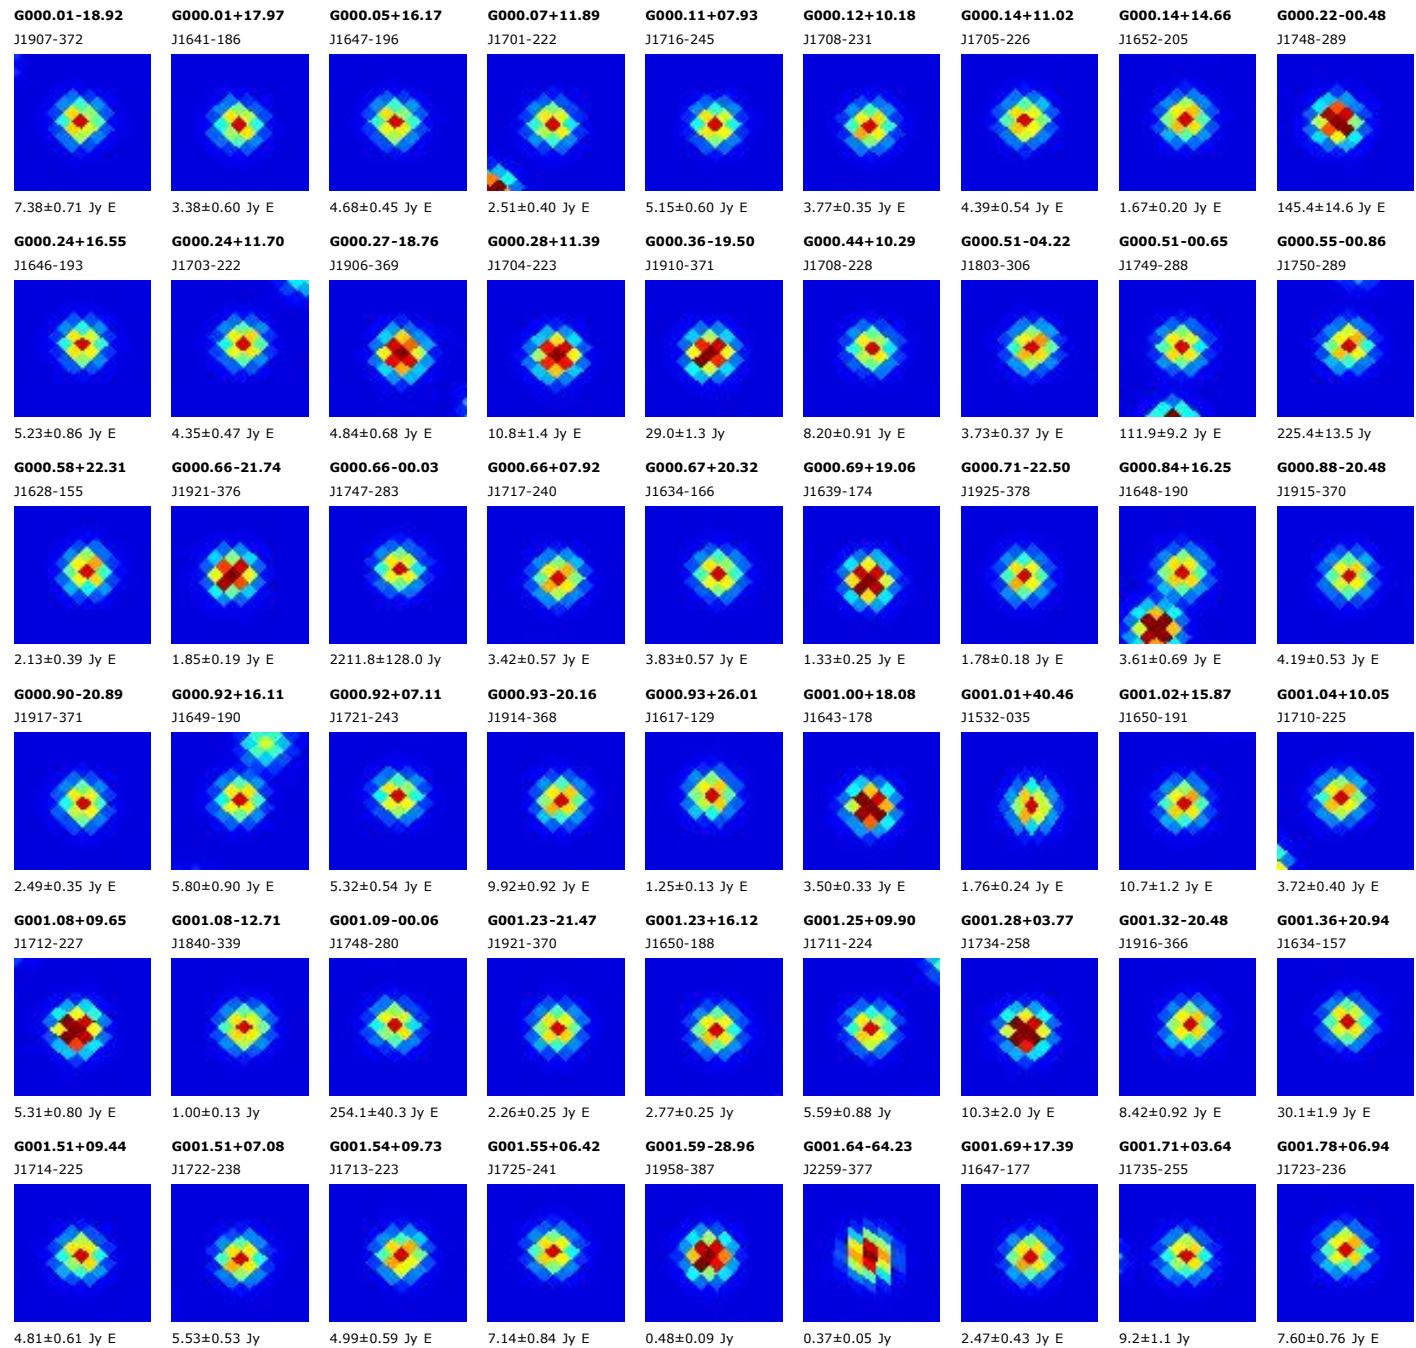 G000.01-18.92 G000.01+17.97 G000.05+16.17 G000.07+11.89 G000.11+07.93 G000.12+10.18 G000.14+11.02 G000.14+14.66 G000.22-00.48
J1907-372 J1641-186 J1647-196 J1701-222 J1716-245 J1708-231 J1705-226 J1652-205 J1748-289
7.38±0.71 Jy E 3.38±0.60 Jy E 4.68±0.45 Jy E 2.51±0.40 Jy E 5.15±0.60 Jy E 3.77±0.35 Jy E 4.39±0.54 Jy E 1.67±0.20 Jy E 145.4±14.6 Jy E
G000.24+16.55 G000.24+11.70 G000.27-18.76 G000.28+11.39 G000.36-19.50 G000.44+10.29 G000.51-04.22 G000.51-00.65 G000.55-00.86
J1646-193 J1703-222 J1906-369 J1704-223 J1910-371 J1708-228 J1803-306 J1749-288 J1750-289
5.23±0.86 Jy E 4.35±0.47 Jy E 4.84±0.68 Jy E 10.8±1.4 Jy E 29.0±1.3 Jy 8.20±0.91 Jy E 3.73±0.37 Jy E 111.9±9.2 Jy E 225.4±13.5 Jy
G000.58+22.31 G000.66-21.74 G000.66-00.03 G000.66+07.92 G000.67+20.32 G000.69+19.06 G000.71-22.50 G000.84+16.25 G000.88-20.48
J1628-155 J1921-376 J1747-283 J1717-240 J1634-166 J1639-174 J1925-378 J1648-190 J1915-370
2.13±0.39 Jy E 1.85±0.19 Jy E 2211.8±128.0 Jy 3.42±0.57 Jy E 3.83±0.57 Jy E 1.33±0.25 Jy E 1.78±0.18 Jy E 3.61±0.69 Jy E 4.19±0.53 Jy E
G000.90-20.89 G000.92+16.11 G000.92+07.11 G000.93-20.16 G000.93+26.01 G001.00+18.08 G001.01+40.46 G001.02+15.87 G001.04+10.05
J1917-371 J1649-190 J1721-243 J1914-368 J1617-129 J1643-178 J1532-035 J1650-191 J1710-225
2.49±0.35 Jy E 5.80±0.90 Jy E 5.32±0.54 Jy E 9.92±0.92 Jy E 1.25±0.13 Jy E 3.50±0.33 Jy E 1.76±0.24 Jy E 10.7±1.2 Jy E 3.72±0.40 Jy E
G001.08+09.65 G001.08-12.71 G001.09-00.06 G001.23-21.47 G001.23+16.12 G001.25+09.90 G001.28+03.77 G001.32-20.48 G001.36+20.94
J1712-227 J1840-339 J1748-280 J1921-370 J1650-188 J1711-224 J1734-258 J1916-366 J1634-157
5.31±0.80 Jy E 1.00±0.13 Jy 254.1±40.3 Jy E 2.26±0.25 Jy E 2.77±0.25 Jy 5.59±0.88 Jy 10.3±2.0 Jy E 8.42±0.92 Jy E 30.1±1.9 Jy E
G001.51+09.44 G001.51+07.08 G001.54+09.73 G001.55+06.42 G001.59-28.96 G001.64-64.23 G001.69+17.39 G001.71+03.64 G001.78+06.94
J1714-225 J1722-238 J1713-223 J1725-241 J1958-387 J2259-377 J1647-177 J1735-255 J1723-236
4.81±0.61 Jy E 5.53±0.53 Jy 4.99±0.59 Jy E 7.14±0.84 Jy E 0.48±0.09 Jy 0.37±0.05 Jy 2.47±0.43 Jy E 9.2±1.1 Jy 7.60±0.76 Jy E